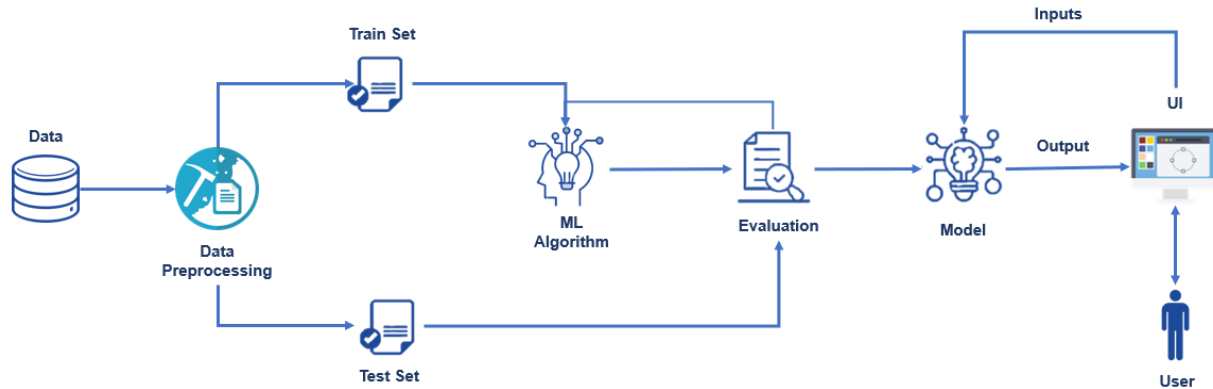 Inputs
Train Set
UI
Data
Output
ML
Algorithm
Evaluation
Model
Data
Preprocessing
Test Set
User